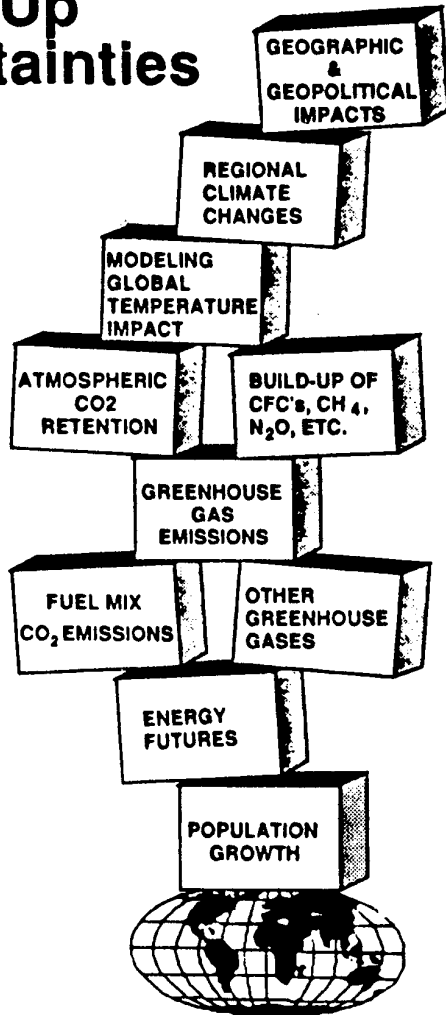 Up
tainties
GEOGRAPHIC
&
GEOPOLITICAL
IMPACTS
REGIONAL
CLIMATE
CHANGES
MODELING
GLOBAL
TEMPERATURE
IMPACT
ATMOSPHERIC
CO2
RETENTION
BUILD-UP OF
CFC's, CH₄,
N₂O, ETC.
GREENHOUSE
GAS
EMISSIONS
FUEL MIX
CO₂ EMISSIONS
OTHER
GREENHOUSE
GASES
ENERGY
FUTURES
POPULATION
GROWTH